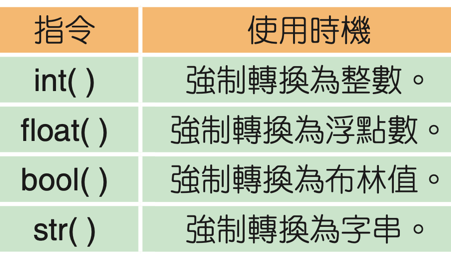 指令 使用時機
int( ) 強制轉換為整數。
float( ) 強制轉換為浮點數。
bool( ) 強制轉換為布林值。
str( ) 強制轉換為字串。